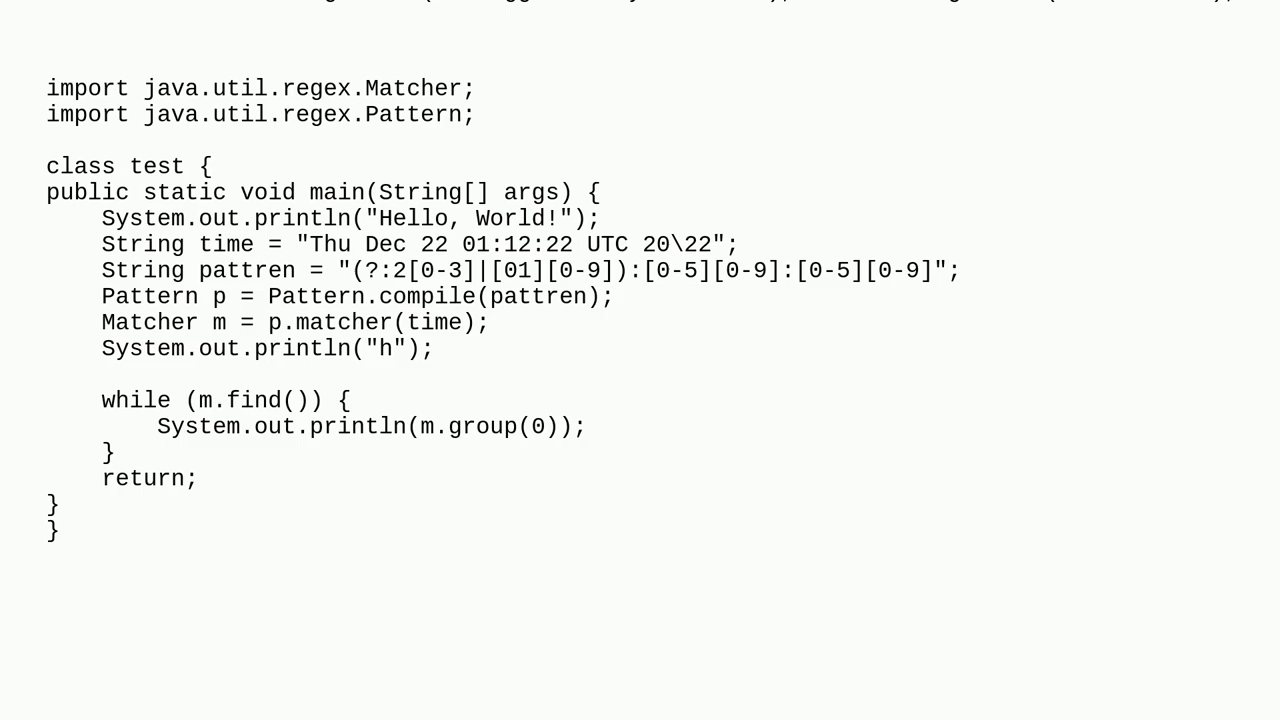 import java.util.regex.Matcher;
import java.util.regex.Pattern;
class test {
public static void main(String[] args) {
    System.out.println("Hello, World!");
    String time = "Thu Dec 22 01:12:22 UTC 20\22";
    String pattren = "(?:2[0-3]|[01][0-9]):[0-5][0-9]:[0-5][0-9]";
    Pattern p = Pattern.compile(pattren);
    Matcher m = p.matcher(time);
    System.out.println("h");
    while (m.find()) {
        System.out.println(m.group(0));
    }
    return;
}
}